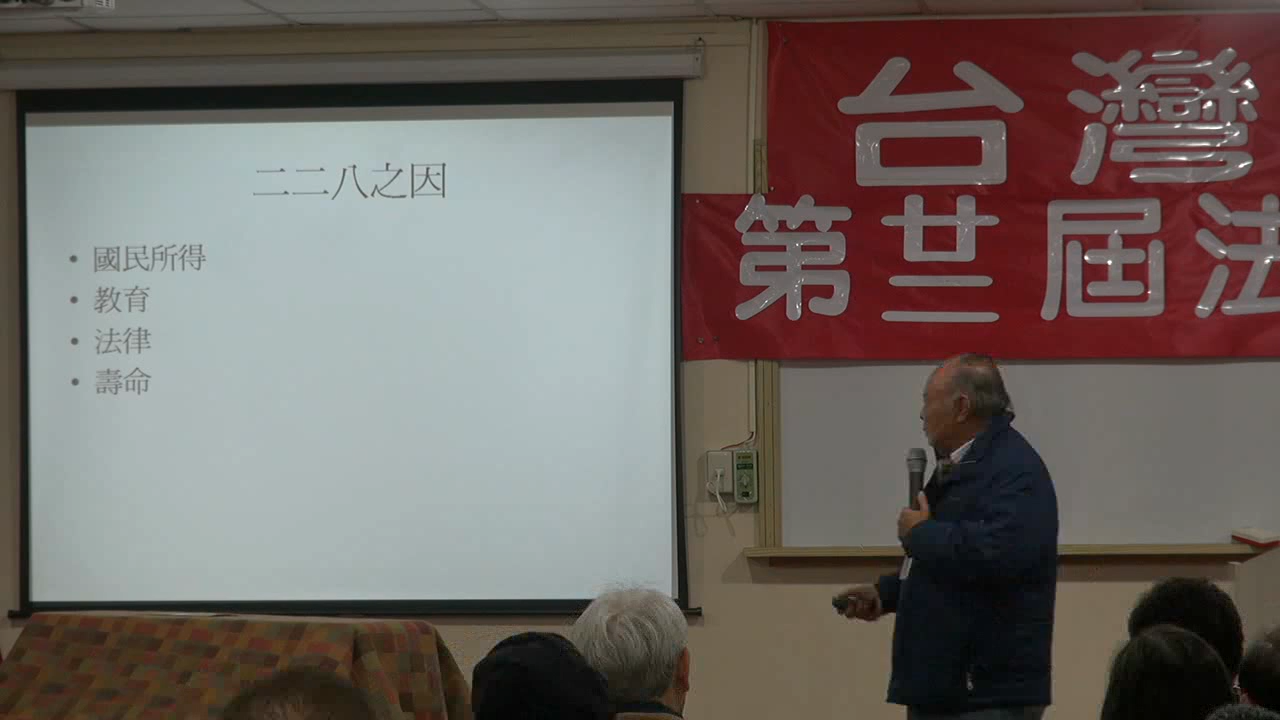 二二八之因
• 國民所得
• 教育
• 法律
• 壽命
台灣
第廿二屆法